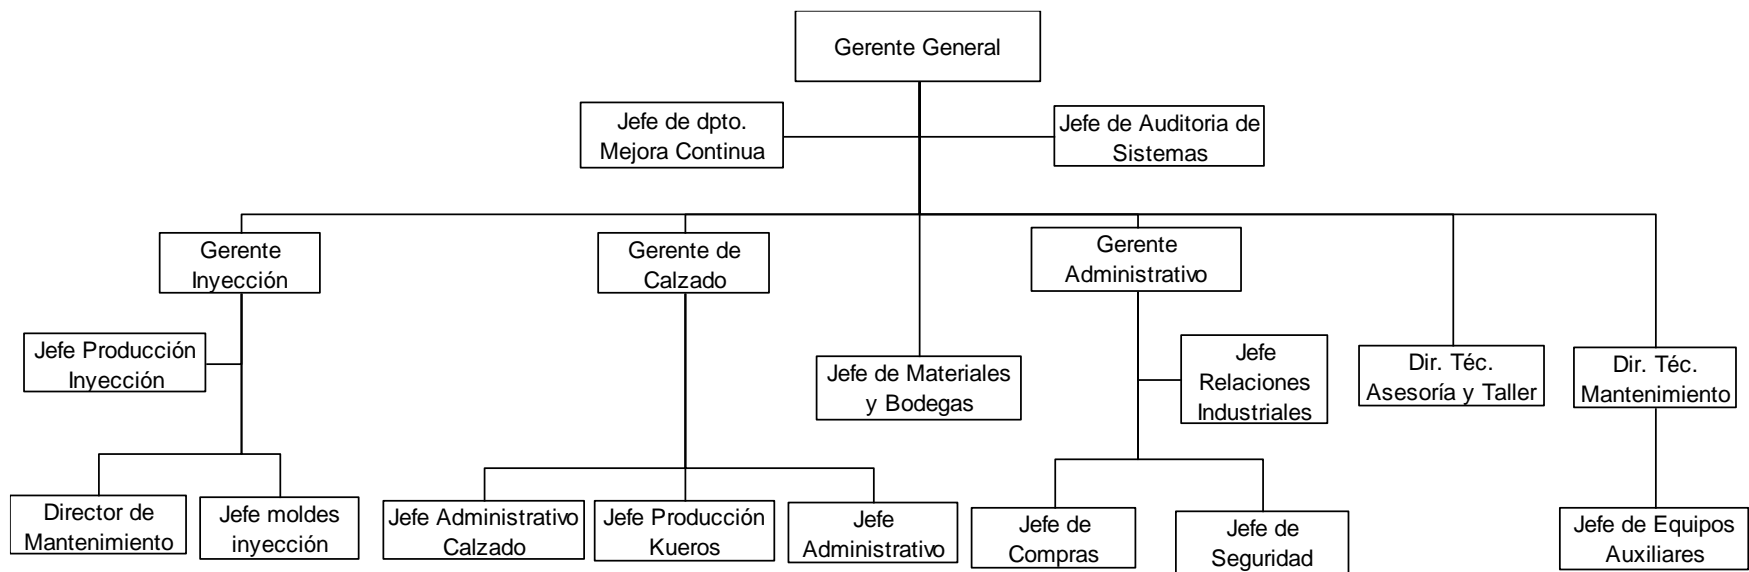 Gerente General
Jefe de dpto.
Mejora Continua
Jefe de Auditoria de
Sistemas
Gerente
Inyección
Gerente de
Calzado
Gerente
Administrativo
Jefe Producción
Inyección
Jefe de Materiales
y Bodegas
Jefe
Relaciones
Industriales
Dir. Téc.
Asesoría y Taller
Dir. Téc.
Mantenimiento
Director de
Mantenimiento
Jefe moldes
inyección
Jefe Administrativo
Calzado
Jefe Producción
Kueros
Jefe
Administrativo
Jefe de
Compras
Jefe de
Seguridad
Jefe de Equipos
Auxiliares